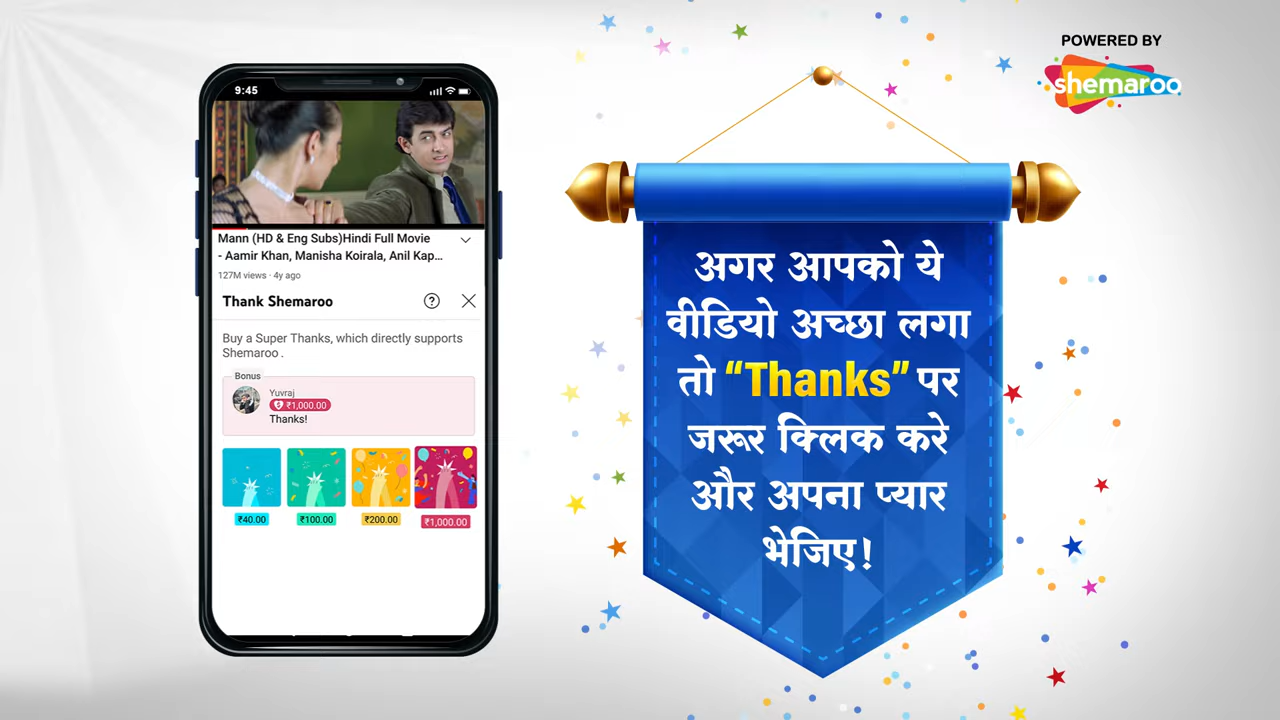 POWERED BY
shemaroo
9:45
Mann (HD & Eng Subs)Hindi Full Movie
- Aamir Khan, Manisha Koirala, Anil Kap...
127M views · 4y ago
Thank Shemaroo
?
Buy a Super Thanks, which directly supports
Shemaroo .
Bonus
Yuvraj
₹1,000.00
Thanks!
₹40.00 ₹100.00 ₹200.00 ₹1,000.00
अगर आपको ये
वीडियो अच्छा लगा
तो “Thanks” पर
जरूर क्लिक करे
और अपना प्यार
भेजिए!